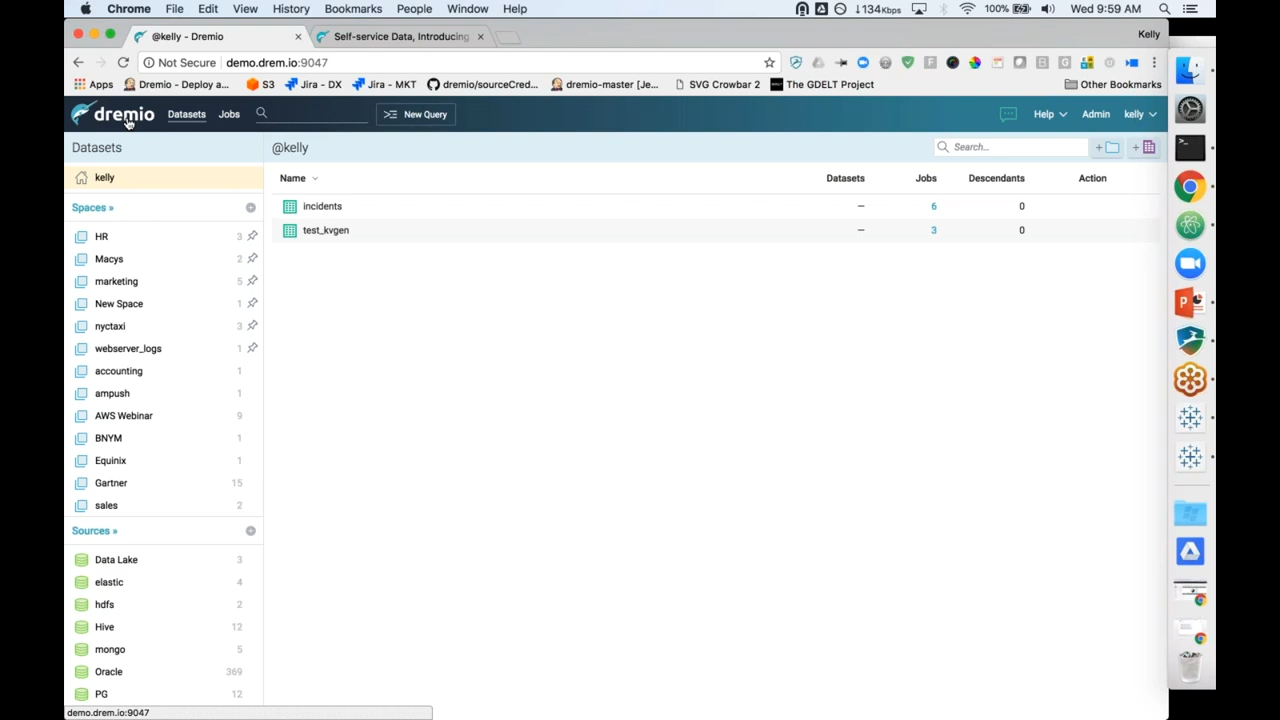 Chrome File Edit View History Bookmarks People Window Help ↓134Kbps 100% Wed 9:59 AM
@kelly - Dremio Self-service Data, Introducing Kelly
Not Secure demo.drem.io:9047
Apps Dremio - Deploy a... S3 Jira - DX Jira - MKT dremio/sourceCred... dremio-master [Je... SVG Crowbar 2 The GDELT Project Other Bookmarks
dremio Datasets Jobs New Query Help Admin kelly
Datasets @kelly Search...
kelly Name Datasets Jobs Descendants Action
incidents — 6 0
test_kvgen — 3 0
Spaces »
HR 3
Macys 2
marketing 5
New Space 1
nyctaxi 3
webserver_logs 1
accounting 1
ampush 1
AWS Webinar 9
BNYM 1
Equinix 1
Gartner 15
sales 2
Sources »
Data Lake 3
elastic 4
hdfs 2
Hive 12
mongo 5
Oracle 369
PG 12
demo.drem.io:9047